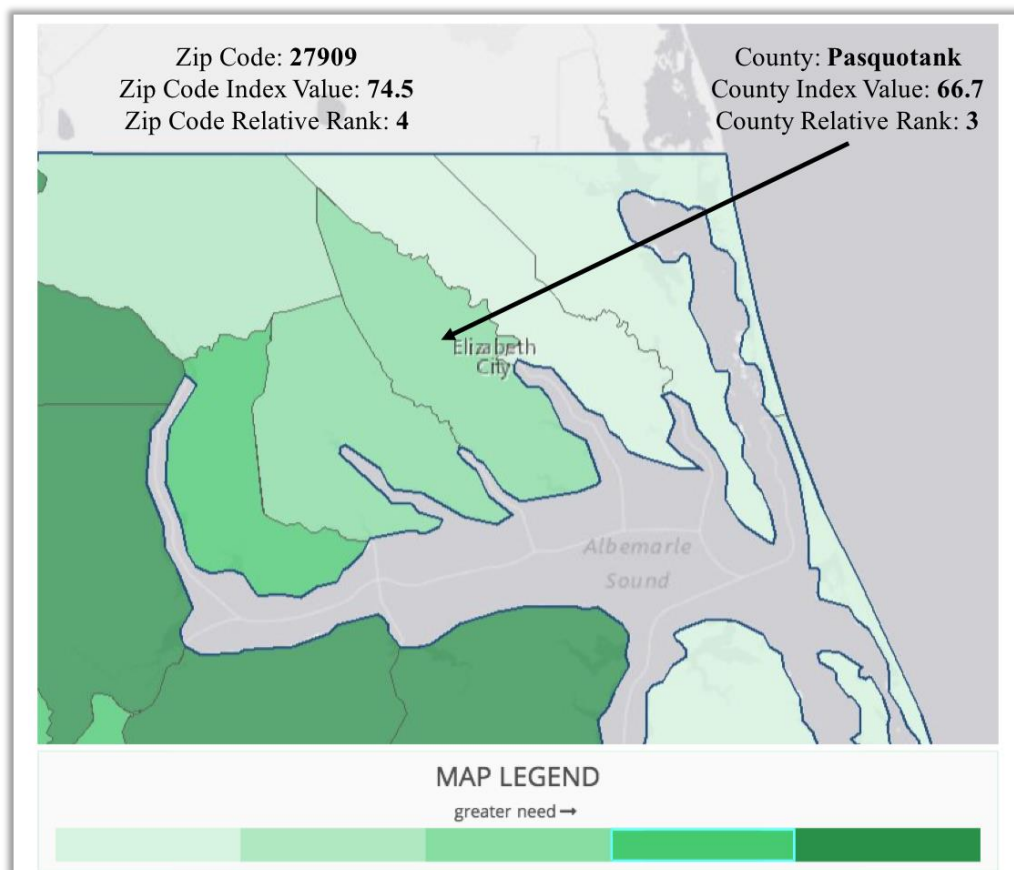 Zip Code: 27909
Zip Code Index Value: 74.5
Zip Code Relative Rank: 4
County: Pasquotank
County Index Value: 66.7
County Relative Rank: 3
Elizabeth
City
Albemarle
Sound
MAP LEGEND
greater need →